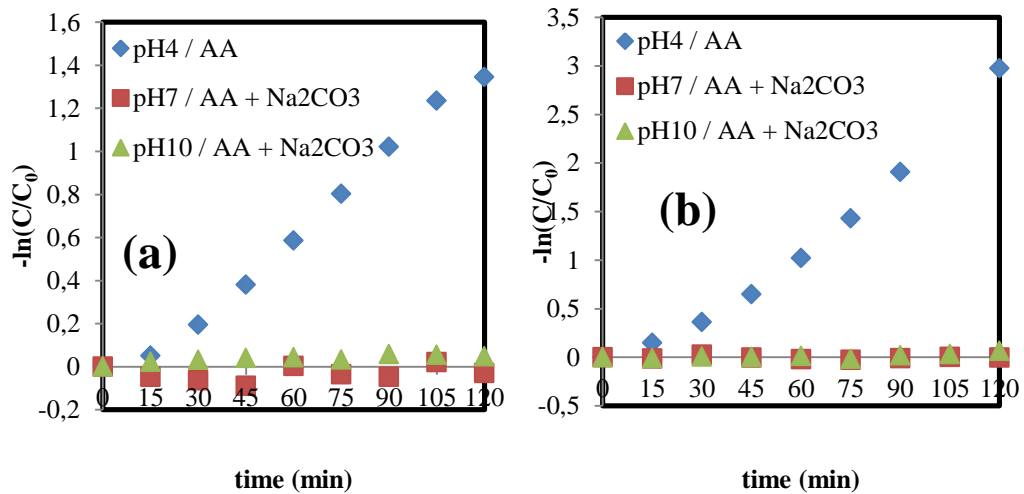 (a)
1,6
1,4
1,2
1
0,8
0,6
0,4
0,2
0
-0,2
-ln(C/C0)
pH4 / AA
pH7 / AA + Na2CO3
pH10 / AA + Na2CO3
0 15 30 45 60 75 90 105 120
time (min)
(b)
3,5
3
2,5
2
1,5
1
0,5
0
-0,5
-ln(C/C0)
pH4 / AA
pH7 / AA + Na2CO3
pH10 / AA + Na2CO3
0 15 30 45 60 75 90 105 120
time (min)